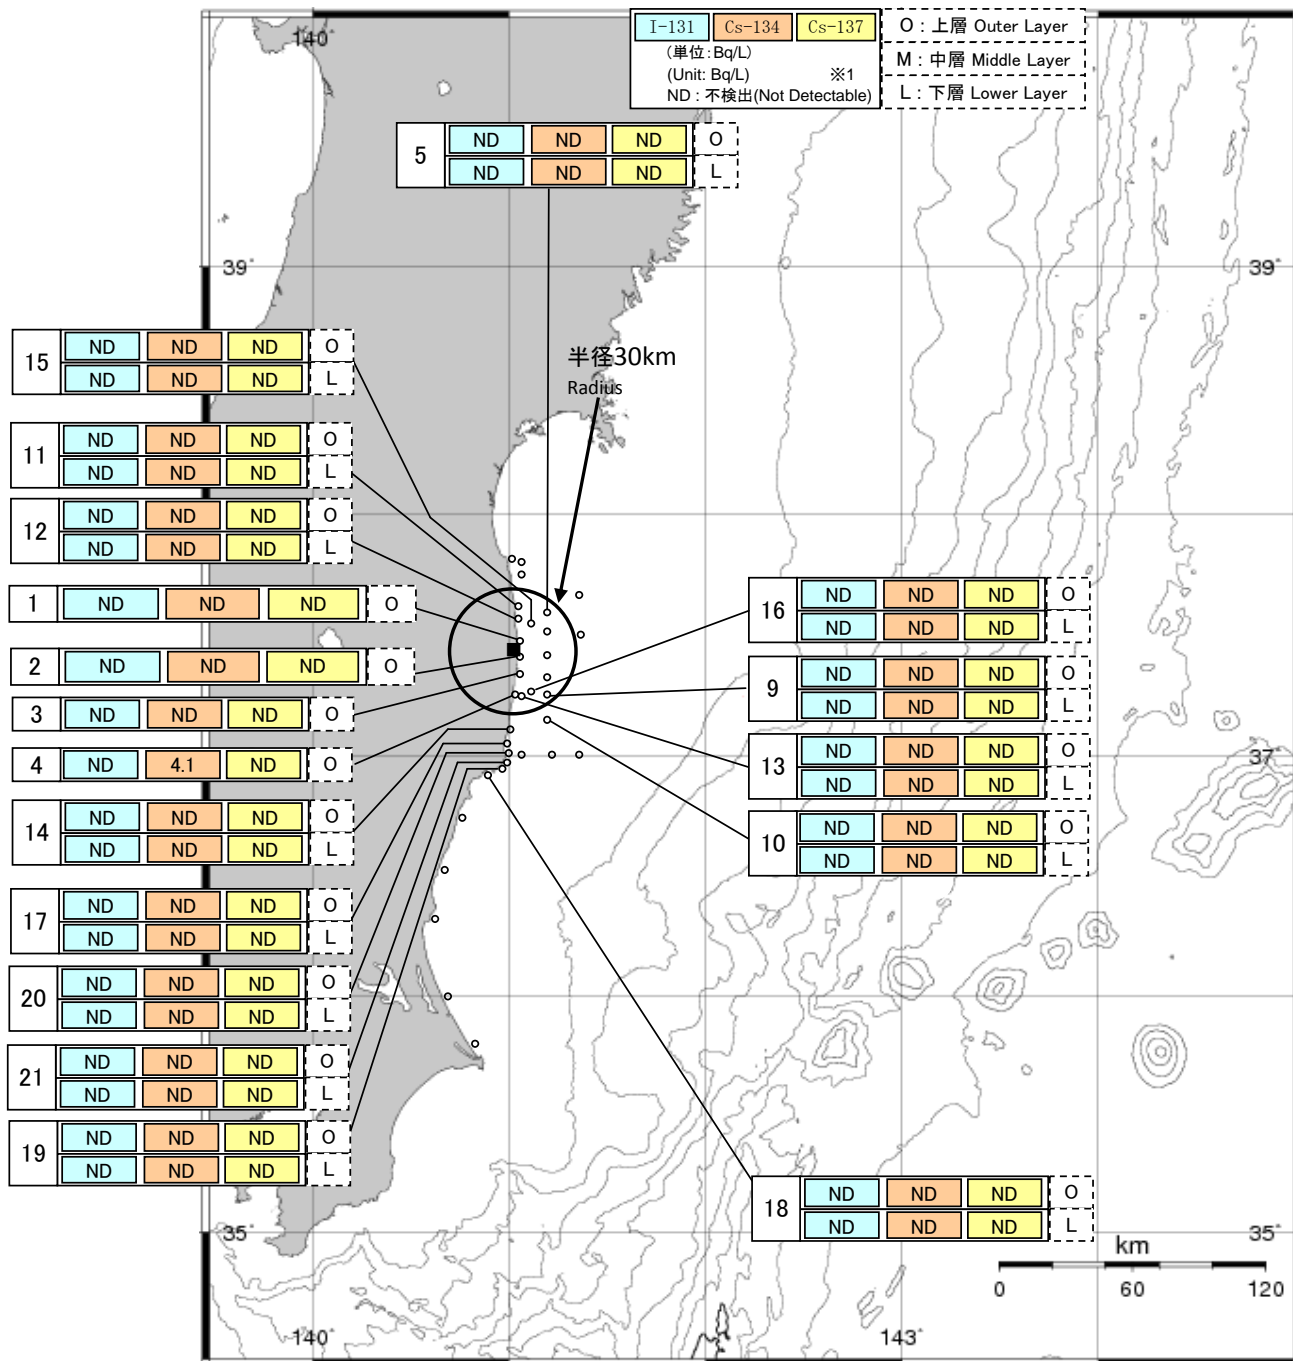 140°
I-131 Cs-134 Cs-137
(単位:Bq/L)
(Unit: Bq/L) ※1
ND : 不検出(Not Detectable)
O : 上層 Outer Layer
M : 中層 Middle Layer
L : 下層 Lower Layer
5
ND ND ND O
ND ND ND L
39° 39°
半径30km
Radius
15
ND ND ND O
ND ND ND L
11
ND ND ND O
ND ND ND L
12
ND ND ND O
ND ND ND L
1 ND ND ND O
2 ND ND ND O
3 ND ND ND O
4 ND 4.1 ND O
14
ND ND ND O
ND ND ND L
17
ND ND ND O
ND ND ND L
20
ND ND ND O
ND ND ND L
21
ND ND ND O
ND ND ND L
19
ND ND ND O
ND ND ND L
16
ND ND ND O
ND ND ND L
9
ND ND ND O
ND ND ND L
37°
13
ND ND ND O
ND ND ND L
10
ND ND ND O
ND ND ND L
18
ND ND ND O
ND ND ND L
35° 35°
km
0 60 120
140° 143°